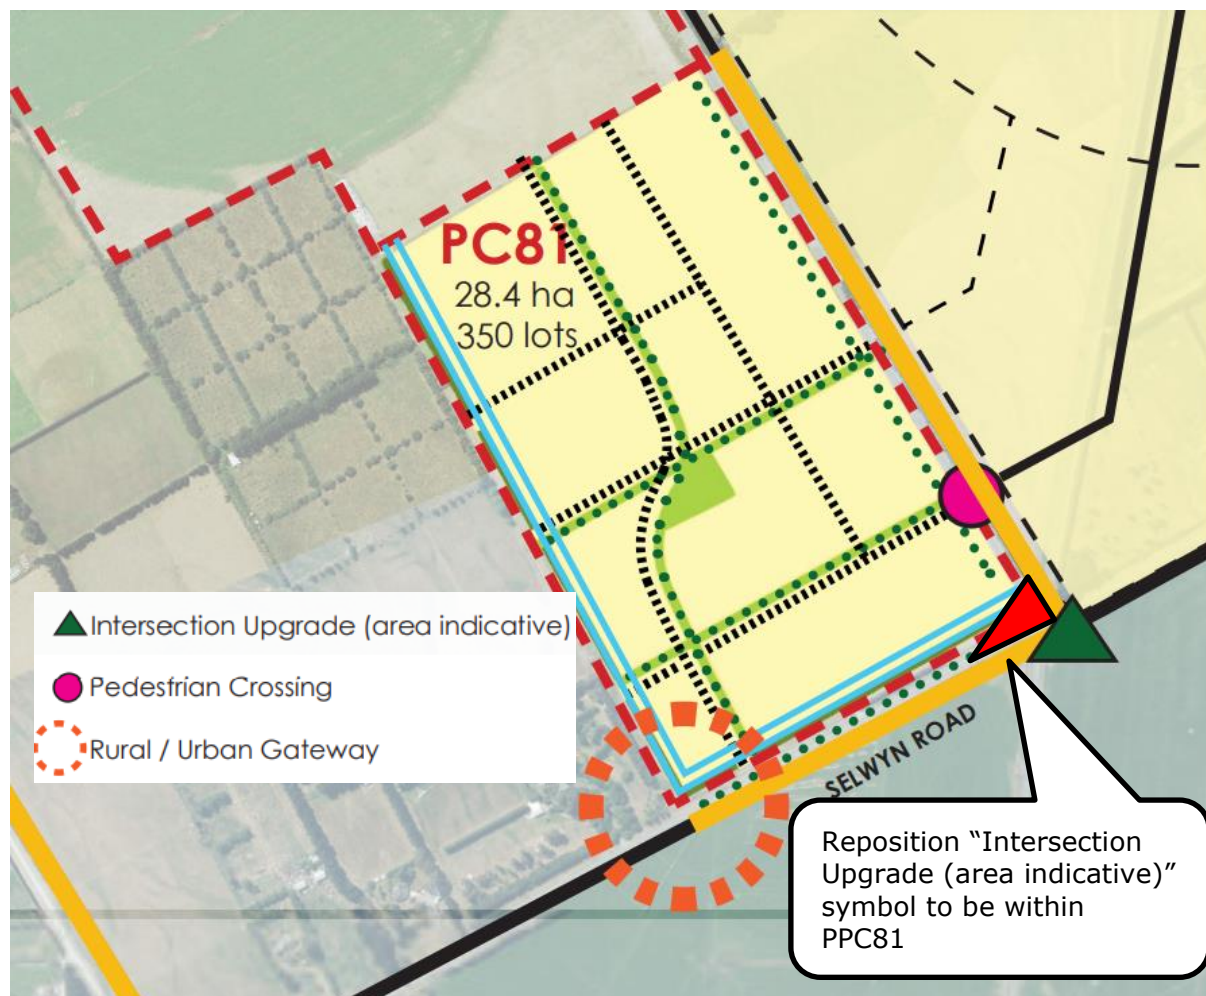 PC81
28.4 ha
350 lots
Intersection Upgrade (area indicative)
Pedestrian Crossing
Rural / Urban Gateway
SELWYN ROAD
Reposition “Intersection
Upgrade (area indicative)”
symbol to be within
PPC81